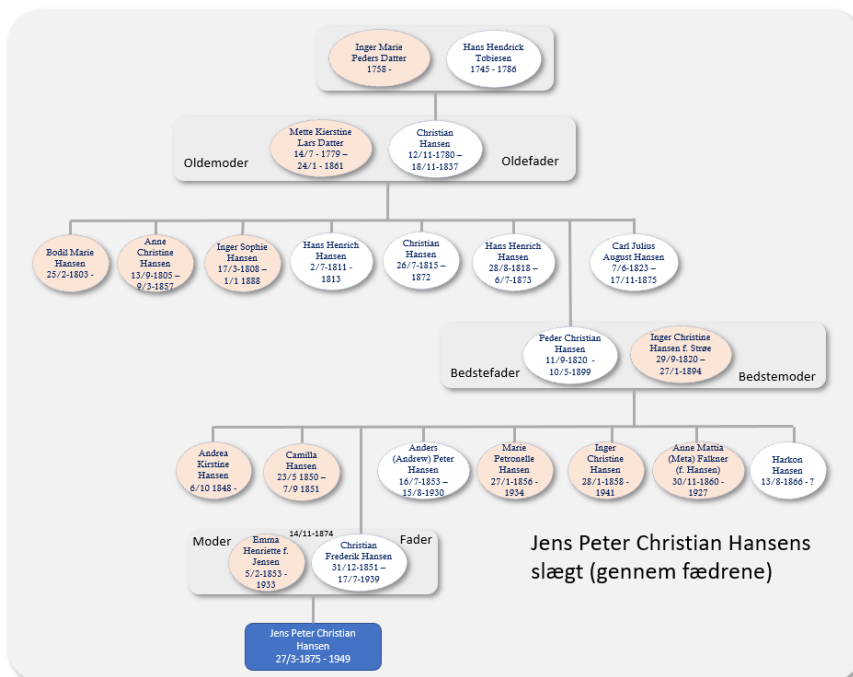 Inger Marie
Peders Datter
1758 -
Hans Hendrick
Tobiesen
1745 - 1786
Oldemoder
Mette Kierstine
Lars Datter
14/7 - 1779 –
24/1 - 1861
Christian
Hansen
12/11-1780 –
18/11-1837
Oldefader
Bodil Marie
Hansen
25/2-1803 -
Anne
Christine
Hansen
13/9-1805 –
9/3-1857
Inger Sophie
Hansen
17/3-1808 –
1/1 1888
Hans Henrich
Hansen
2/7-1811 -
1813
Christian
Hansen
26/7-1815 –
1872
Hans Henrich
Hansen
28/8-1818 –
6/7-1873
Carl Julius
August Hansen
7/6-1823 –
17/11-1875
Bedstefader
Peder Christian
Hansen
11/9-1820 -
10/5-1899
Inger Christine
Hansen f. Strøe
29/9-1820 –
27/1-1894
Bedstemoder
Andrea
Kirstine
Hansen
6/10 1848 -
Camilla
Hansen
23/5 1850 –
7/9 1851
Anders
(Andrew) Peter
Hansen
16/7-1853 –
15/8-1930
Marie
Petronelle
Hansen
27/1-1856 -
1934
Inger
Christine
Hansen
28/1-1858 -
1941
Anne Mattia
(Meta) Falkner
(f. Hansen)
30/11-1860 -
1927
Harkon
Hansen
13/8-1866 - ?
Moder
Emma
Henriette f.
Jensen
5/2-1853 -
1933
14/11-1874
Christian
Frederik Hansen
31/12-1851 –
17/7-1939
Fader
Jens Peter Christian Hansens
slægt (gennem fædrene)
Jens Peter Christian
Hansen
27/3-1875 - 1949